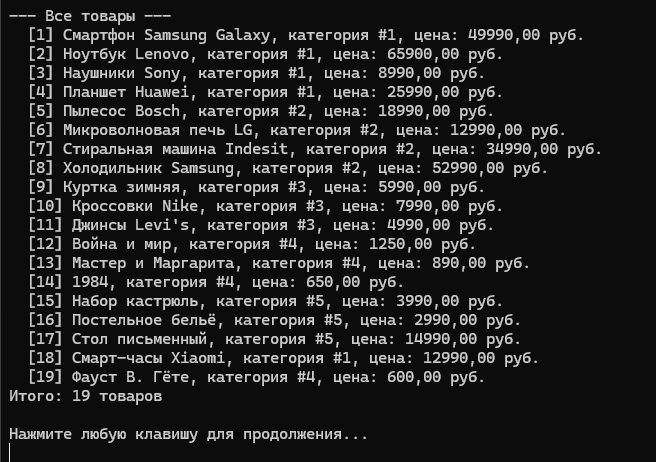 --- Все товары ---
[1] Смартфон Samsung Galaxy, категория #1, цена: 49990,00 руб.
[2] Ноутбук Lenovo, категория #1, цена: 65900,00 руб.
[3] Наушники Sony, категория #1, цена: 8990,00 руб.
[4] Планшет Huawei, категория #1, цена: 25990,00 руб.
[5] Пылесос Bosch, категория #2, цена: 18990,00 руб.
[6] Микроволновая печь LG, категория #2, цена: 12990,00 руб.
[7] Стиральная машина Indesit, категория #2, цена: 34990,00 руб.
[8] Холодильник Samsung, категория #2, цена: 52990,00 руб.
[9] Куртка зимняя, категория #3, цена: 5990,00 руб.
[10] Кроссовки Nike, категория #3, цена: 7990,00 руб.
[11] Джинсы Levi's, категория #3, цена: 4990,00 руб.
[12] Война и мир, категория #4, цена: 1250,00 руб.
[13] Мастер и Маргарита, категория #4, цена: 890,00 руб.
[14] 1984, категория #4, цена: 650,00 руб.
[15] Набор кастрюль, категория #5, цена: 3990,00 руб.
[16] Постельное бельё, категория #5, цена: 2990,00 руб.
[17] Стол письменный, категория #5, цена: 14990,00 руб.
[18] Смарт-часы Xiaomi, категория #1, цена: 12990,00 руб.
[19] Фауст В. Гёте, категория #4, цена: 600,00 руб.
Итого: 19 товаров
Нажмите любую клавишу для продолжения...